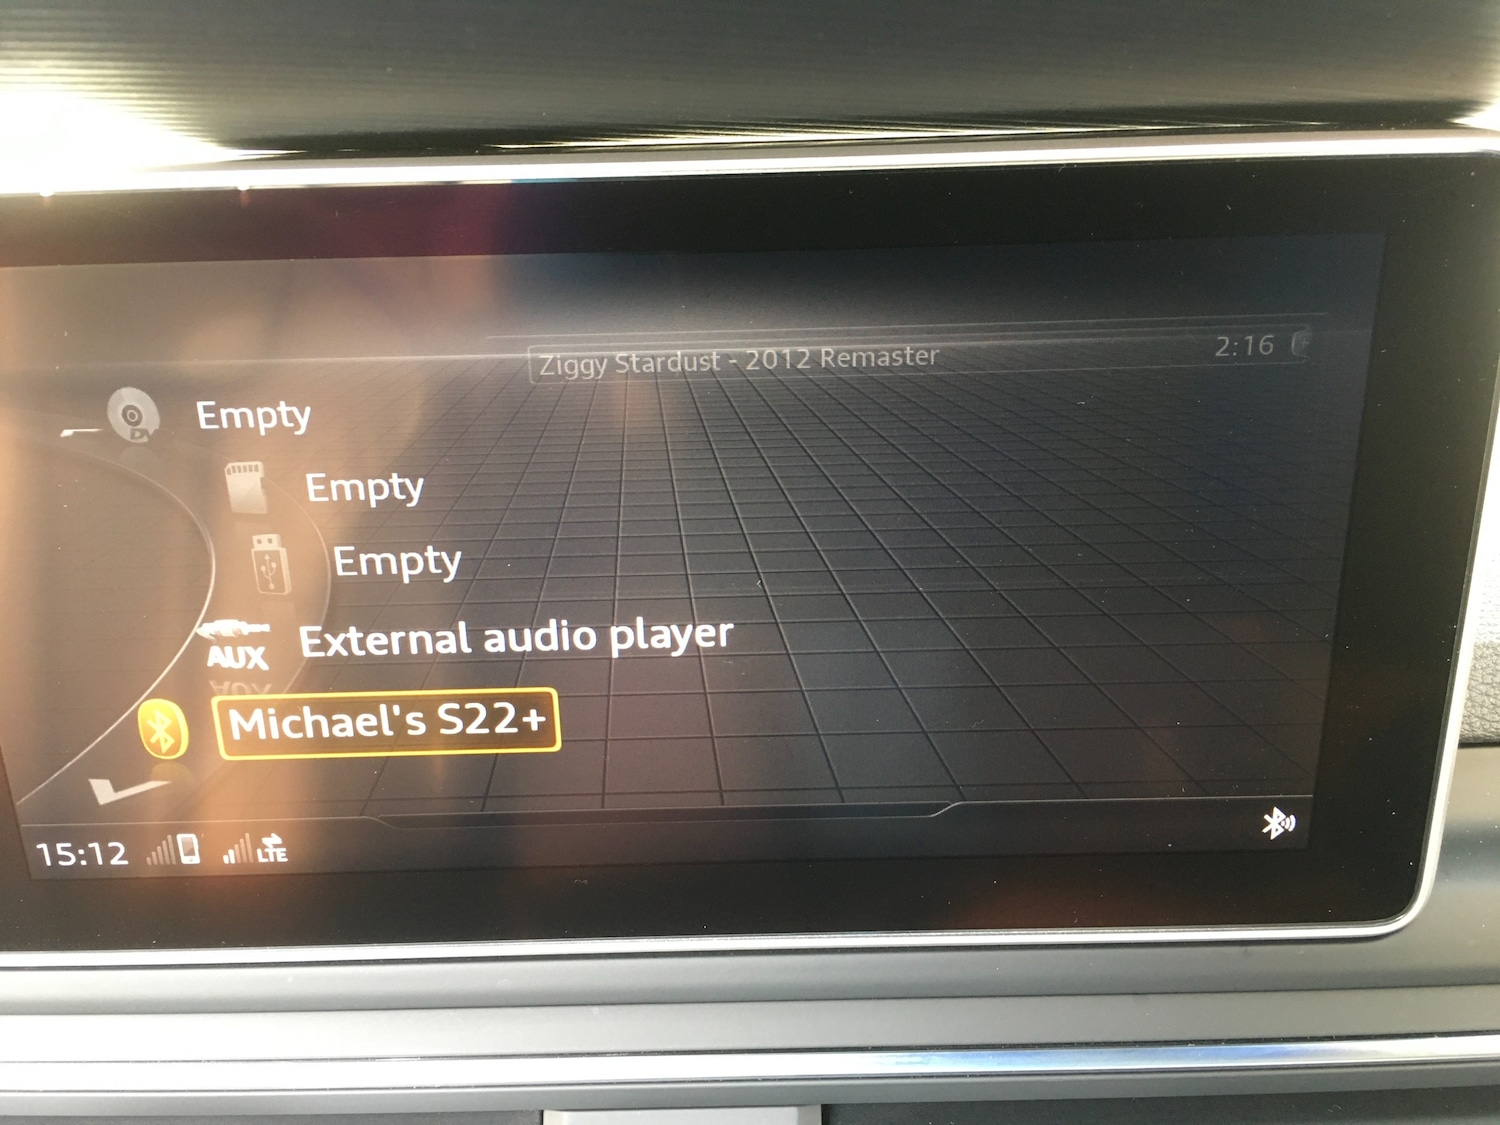 Ziggy Stardust - 2012 Remaster 2:16
Empty
Empty
Empty
AUX External audio player
Michael's S22+
15:12 LTE